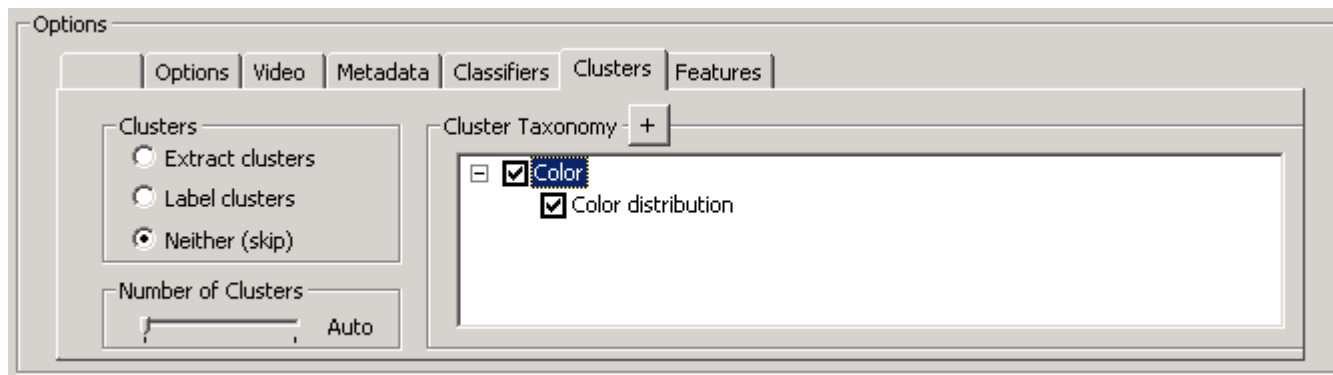 Options
Options Video Metadata Classifiers Clusters Features
Clusters
Extract clusters
Label clusters
Neither (skip)
Number of Clusters
Auto
Cluster Taxonomy +
Color
Color distribution